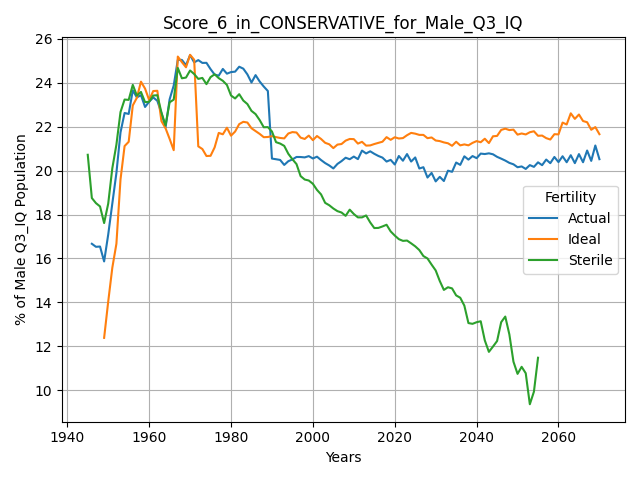 Score_6_in_CONSERVATIVE_for_Male_Q3_IQ
% of Male Q3_IQ Population
26
24
22
20
18
16
14
12
10
Fertility
Actual
Ideal
Sterile
1940 1960 1980 2000 2020 2040 2060
Years